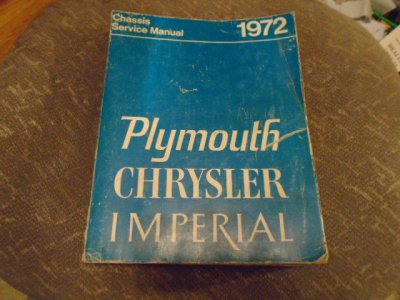 Chassis
Service Manual
1972
Plymouth
CHRYSLER
IMPERIAL